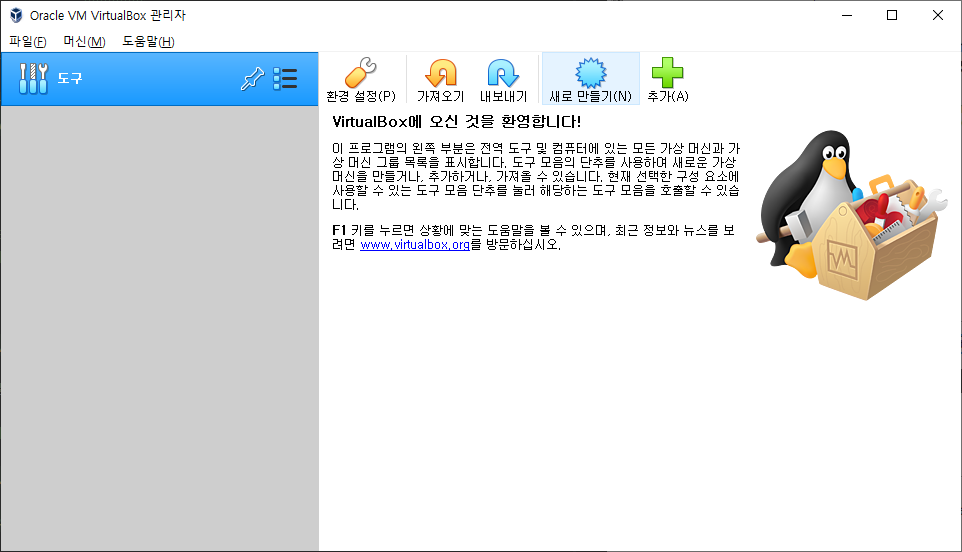 Oracle VM VirtualBox 관리자
파일(F) 머신(M) 도움말(H)
도구
환경 설정(P) 가져오기 내보내기 새로 만들기(N) 추가(A)
VirtualBox에 오신 것을 환영합니다!
이 프로그램의 왼쪽 부분은 전역 도구 및 컴퓨터에 있는 모든 가상 머신과 가
상 머신 그룹 목록을 표시합니다. 도구 모음의 단추를 사용하여 새로운 가상
머신을 만들거나, 추가하거나, 가져올 수 있습니다. 현재 선택한 구성 요소에
사용할 수 있는 도구 모음 단추를 눌러 해당하는 도구 모음을 호출할 수 있습
니다.
F1 키를 누르면 상황에 맞는 도움말을 볼 수 있으며, 최근 정보와 뉴스를 보
려면 www.virtualbox.org를 방문하십시오.